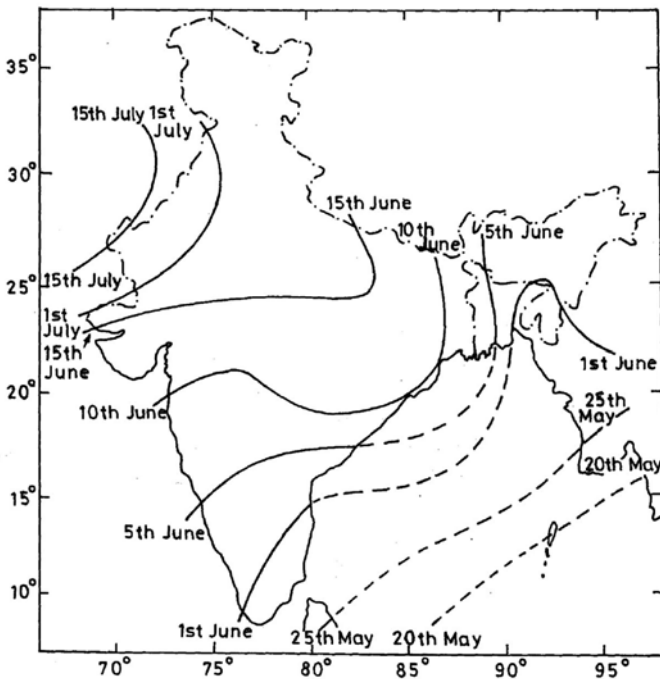 35°
15th July
1st
July
30°
15th June
10th
June
5th June
15th July
25°
1st
July
15th
June
1st June
10th June
20°
25th
May
20th May
15°
5th June
10°
1st June
25th May
20th May
70°
75°
80°
85°
90°
95°